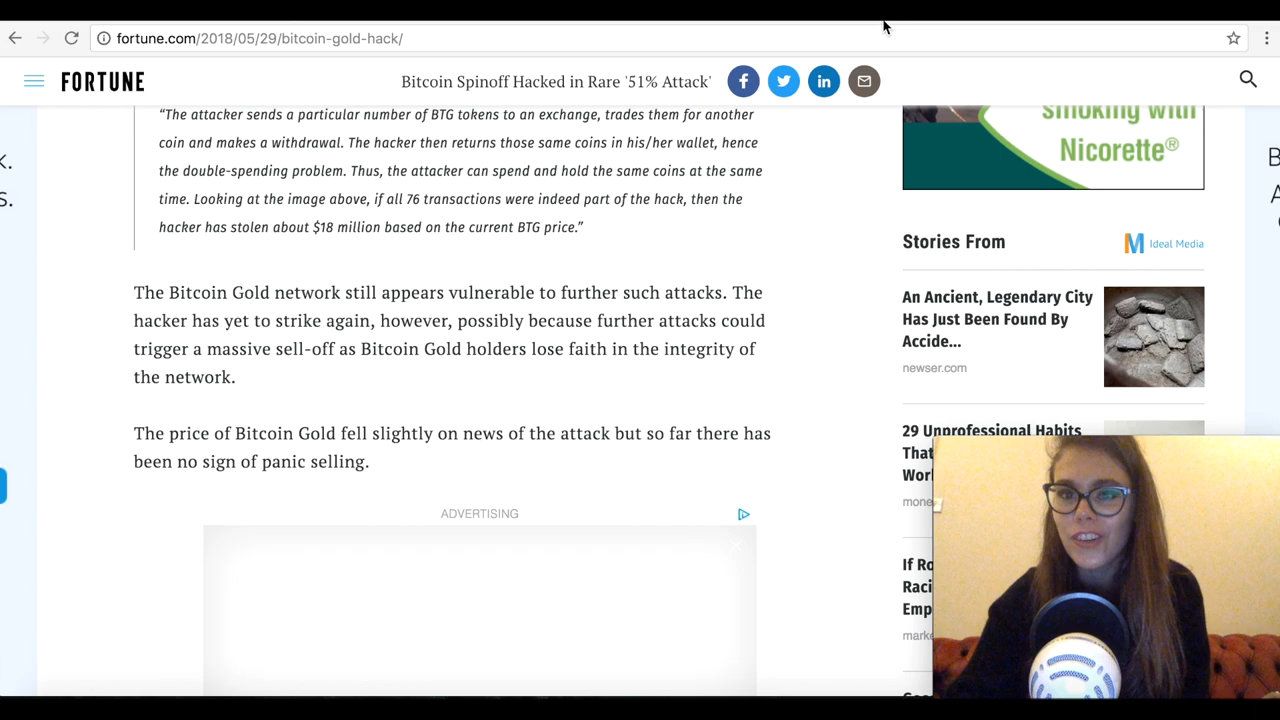 fortune.com/2018/05/29/bitcoin-gold-hack/
FORTUNE
Bitcoin Spinoff Hacked in Rare '51% Attack'
“The attacker sends a particular number of BTG tokens to an exchange, trades them for another
coin and makes a withdrawal. The hacker then returns those same coins in his/her wallet, hence
the double-spending problem. Thus, the attacker can spend and hold the same coins at the same
time. Looking at the image above, if all 76 transactions were indeed part of the hack, then the
hacker has stolen about $18 million based on the current BTG price.”
The Bitcoin Gold network still appears vulnerable to further such attacks. The
hacker has yet to strike again, however, possibly because further attacks could
trigger a massive sell-off as Bitcoin Gold holders lose faith in the integrity of
the network.
The price of Bitcoin Gold fell slightly on news of the attack but so far there has
been no sign of panic selling.
ADVERTISING
smoking with
Nicorette®
Stories From
Ideal Media
An Ancient, Legendary City
Has Just Been Found By
Accide...
newser.com
29 Unprofessional Habits
That
If